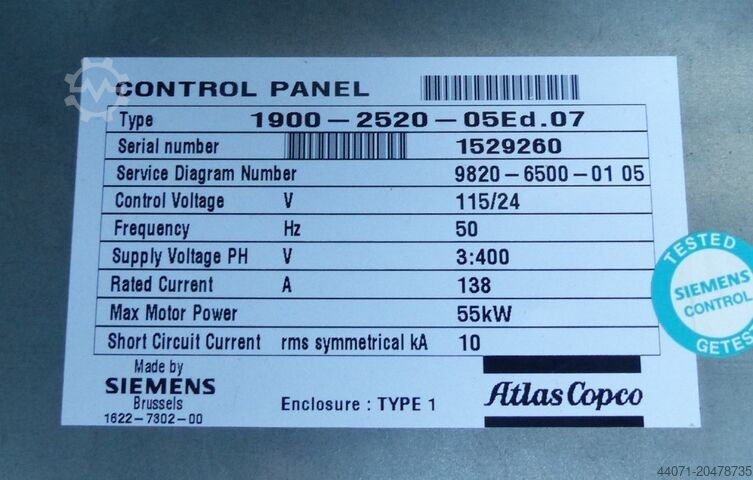 CONTROL PANEL
Type 1900-2520-05Ed.07
Serial number 1529260
Service Diagram Number 9820-6500-01 05
Control Voltage V 115/24
Frequency Hz 50
Supply Voltage PH V 3:400
Rated Current A 138
Max Motor Power 55kW
Short Circuit Current rms symmetrical kA 10
Made by
SIEMENS
Brussels
1622-7302-00
Enclosure : TYPE 1
Atlas Copco
TESTED
SIEMENS
CONTROL
GETES
44071-20478735